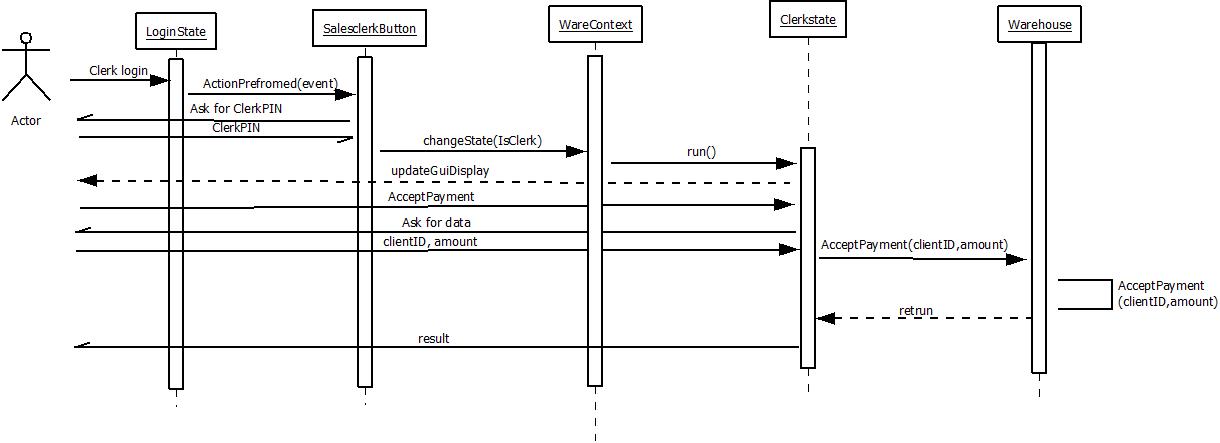 LoginState
SalesclerkButton
WareContext
Clerkstate
Warehouse
Actor
Clerk login
ActionPrefromed(event)
Ask for ClerkPIN
ClerkPIN
changeState(IsClerk)
run()
updateGuiDisplay
AcceptPayment
Ask for data
clientID, amount
AcceptPayment(clientID,amount)
AcceptPayment
(clientID,amount)
retrun
result